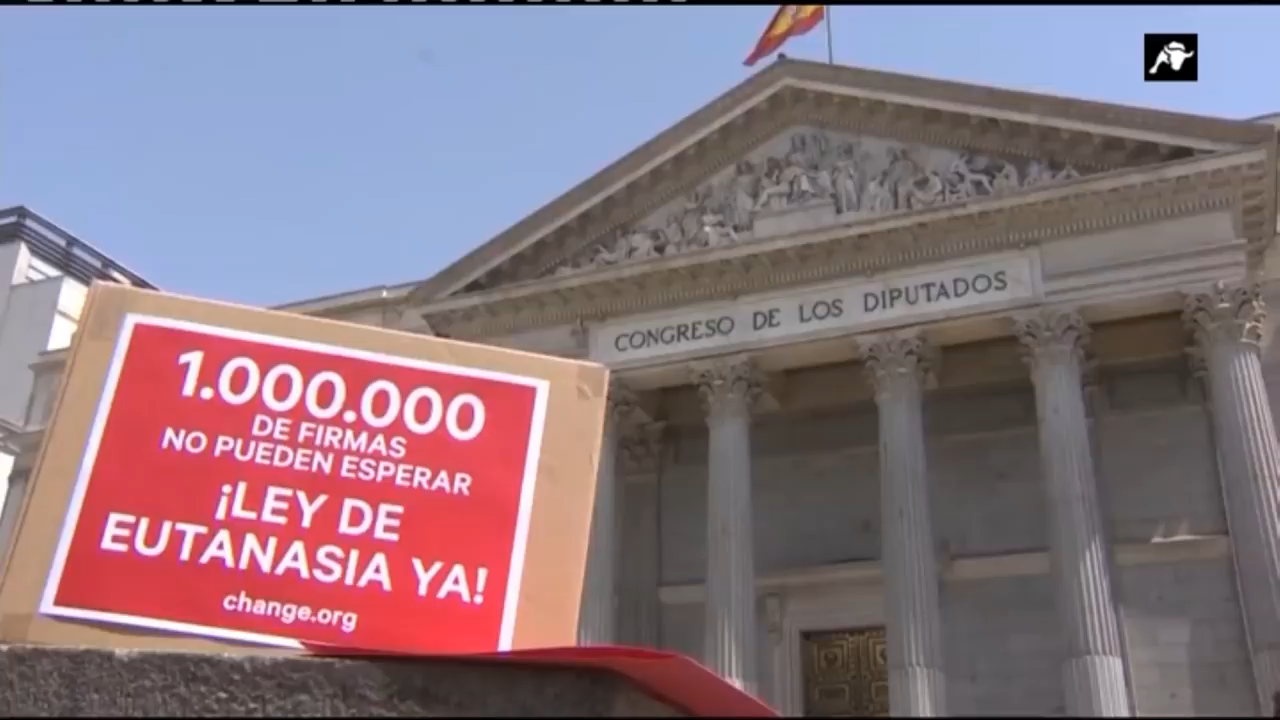 CONGRESO DE LOS DIPUTADOS
1.000.000
DE FIRMAS
NO PUEDEN ESPERAR
¡LEY DE
EUTANASIA YA!
change.org